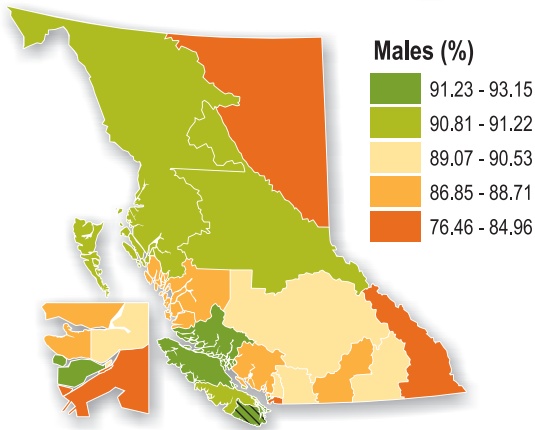 Males (%)
91.23 - 93.15
90.81 - 91.22
89.07 - 90.53
86.85 - 88.71
76.46 - 84.96